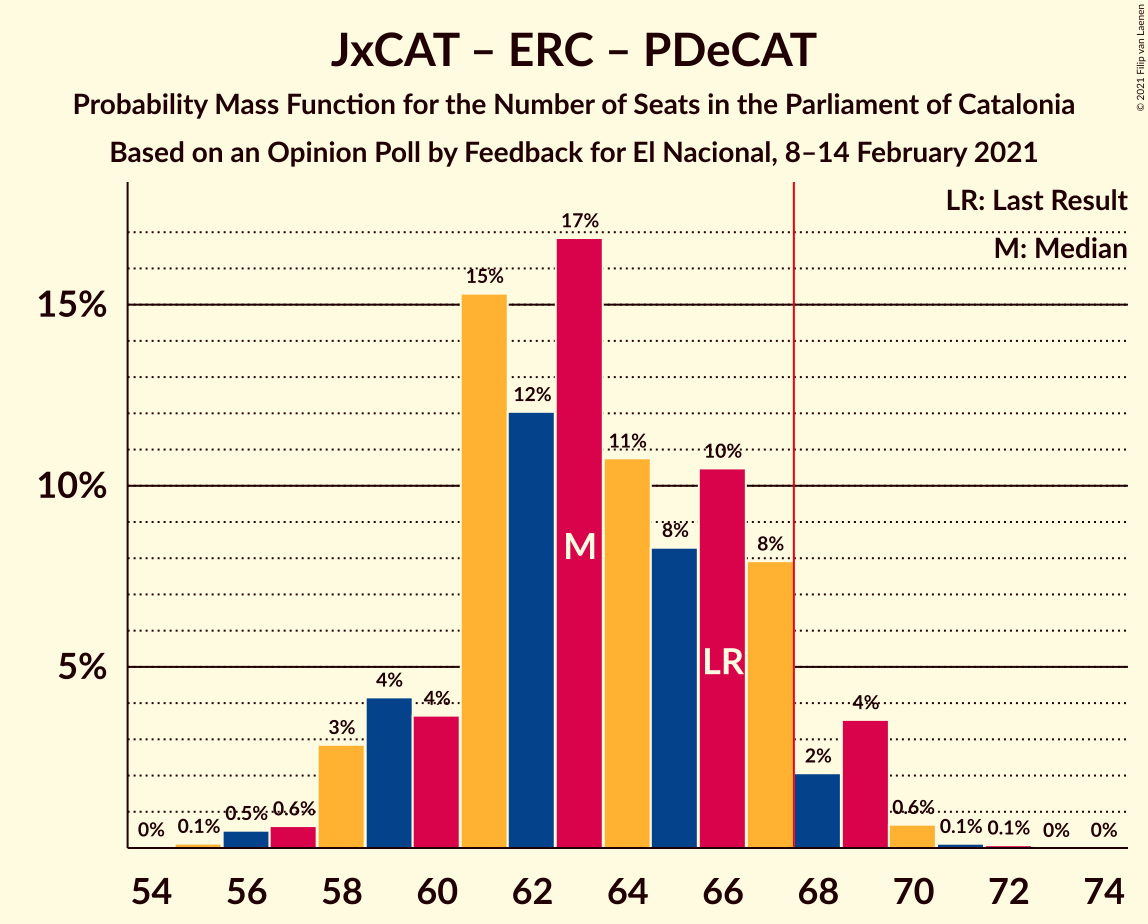 JxCAT – ERC – PDeCAT
Probability Mass Function for the Number of Seats in the Parliament of Catalonia
Based on an Opinion Poll by Feedback for El Nacional, 8–14 February 2021
© 2021 Filip van Laenen
LR: Last Result
M: Median
15%
10%
5%
0%
0.1%
0.5%
0.6%
3%
4%
4%
15%
12%
17%
11%
8%
10%
8%
2%
4%
0.6%
0.1%
0.1%
0%
0%
M
LR
54 56 58 60 62 64 66 68 70 72 74